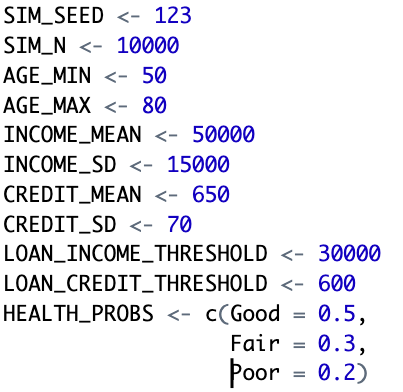 SIM_SEED <- 123
SIM_N <- 10000
AGE_MIN <- 50
AGE_MAX <- 80
INCOME_MEAN <- 50000
INCOME_SD <- 15000
CREDIT_MEAN <- 650
CREDIT_SD <- 70
LOAN_INCOME_THRESHOLD <- 30000
LOAN_CREDIT_THRESHOLD <- 600
HEALTH_PROBS <- c(Good = 0.5,
                  Fair = 0.3,
                  Poor = 0.2)